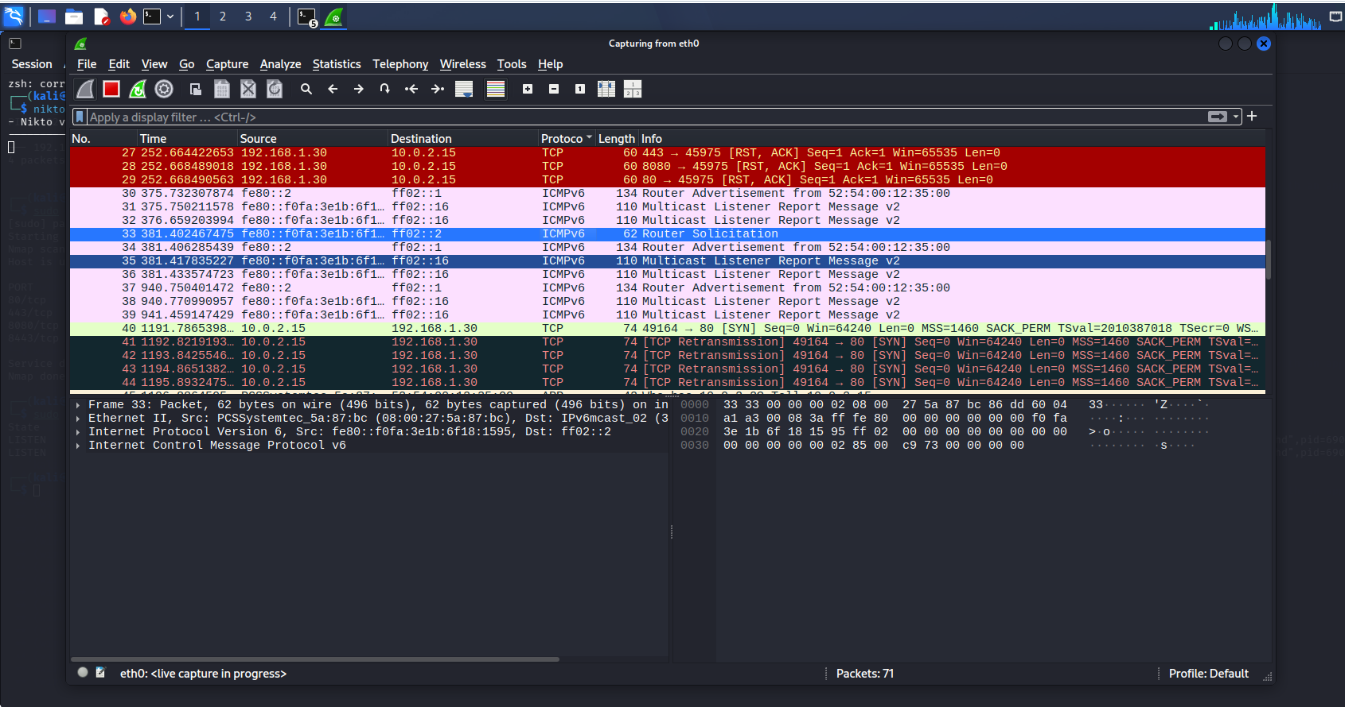 1 2 3 4 5
Capturing from eth0
Session
File Edit View Go Capture Analyze Statistics Telephony Wireless Tools Help
zsh: corr
(kali
$ nikto
- Nikto v
Apply a display filter … <Ctrl-/>
No. Time Source Destination Protoco Length Info
27 252.664422653 192.168.1.30 10.0.2.15 TCP 60 443 → 45975 [RST, ACK] Seq=1 Ack=1 Win=65535 Len=0
28 252.668489018 192.168.1.30 10.0.2.15 TCP 60 8080 → 45975 [RST, ACK] Seq=1 Ack=1 Win=65535 Len=0
29 252.668490563 192.168.1.30 10.0.2.15 TCP 60 80 → 45975 [RST, ACK] Seq=1 Ack=1 Win=65535 Len=0
30 375.732307874 fe80::2 ff02::1 ICMPv6 134 Router Advertisement from 52:54:00:12:35:00
31 375.750211578 fe80::f0fa:3e1b:6f1… ff02::16 ICMPv6 110 Multicast Listener Report Message v2
32 376.659203994 fe80::f0fa:3e1b:6f1… ff02::16 ICMPv6 110 Multicast Listener Report Message v2
33 381.402467475 fe80::f0fa:3e1b:6f1… ff02::2 ICMPv6 62 Router Solicitation
34 381.406285439 fe80::2 ff02::1 ICMPv6 134 Router Advertisement from 52:54:00:12:35:00
35 381.417835227 fe80::f0fa:3e1b:6f1… ff02::16 ICMPv6 110 Multicast Listener Report Message v2
36 381.433574723 fe80::f0fa:3e1b:6f1… ff02::16 ICMPv6 110 Multicast Listener Report Message v2
37 940.750401472 fe80::2 ff02::1 ICMPv6 134 Router Advertisement from 52:54:00:12:35:00
38 940.770990957 fe80::f0fa:3e1b:6f1… ff02::16 ICMPv6 110 Multicast Listener Report Message v2
39 941.459147429 fe80::f0fa:3e1b:6f1… ff02::16 ICMPv6 110 Multicast Listener Report Message v2
40 1191.7865398… 10.0.2.15 192.168.1.30 TCP 74 49164 → 80 [SYN] Seq=0 Win=64240 Len=0 MSS=1460 SACK_PERM TSval=2010387018 TSecr=0 WS…
41 1192.8219193… 10.0.2.15 192.168.1.30 TCP 74 [TCP Retransmission] 49164 → 80 [SYN] Seq=0 Win=64240 Len=0 MSS=1460 SACK_PERM TSval=…
42 1193.8425546… 10.0.2.15 192.168.1.30 TCP 74 [TCP Retransmission] 49164 → 80 [SYN] Seq=0 Win=64240 Len=0 MSS=1460 SACK_PERM TSval=…
43 1194.8651382… 10.0.2.15 192.168.1.30 TCP 74 [TCP Retransmission] 49164 → 80 [SYN] Seq=0 Win=64240 Len=0 MSS=1460 SACK_PERM TSval=…
44 1195.8932475… 10.0.2.15 192.168.1.30 TCP 74 [TCP Retransmission] 49164 → 80 [SYN] Seq=0 Win=64240 Len=0 MSS=1460 SACK_PERM TSval=…
Frame 33: Packet, 62 bytes on wire (496 bits), 62 bytes captured (496 bits) on in
Ethernet II, Src: PCSSystemtec_5a:87:bc (08:00:27:5a:87:bc), Dst: IPv6mcast_02 (3
Internet Protocol Version 6, Src: fe80::f0fa:3e1b:6f18:1595, Dst: ff02::2
Internet Control Message Protocol v6
0000 33 33 00 00 00 02 08 00 27 5a 87 bc 86 dd 60 04 33······ 'Z····`·
0010 a1 a3 00 08 3a ff fe 80 00 00 00 00 00 00 f0 fa ····:··· ········
0020 3e 1b 6f 18 15 95 ff 02 00 00 00 00 00 00 00 00 >·o····· ········
0030 00 00 00 00 00 02 85 00 c9 73 00 00 00 00 ········ ·s····
eth0: <live capture in progress>
Packets: 71
Profile: Default